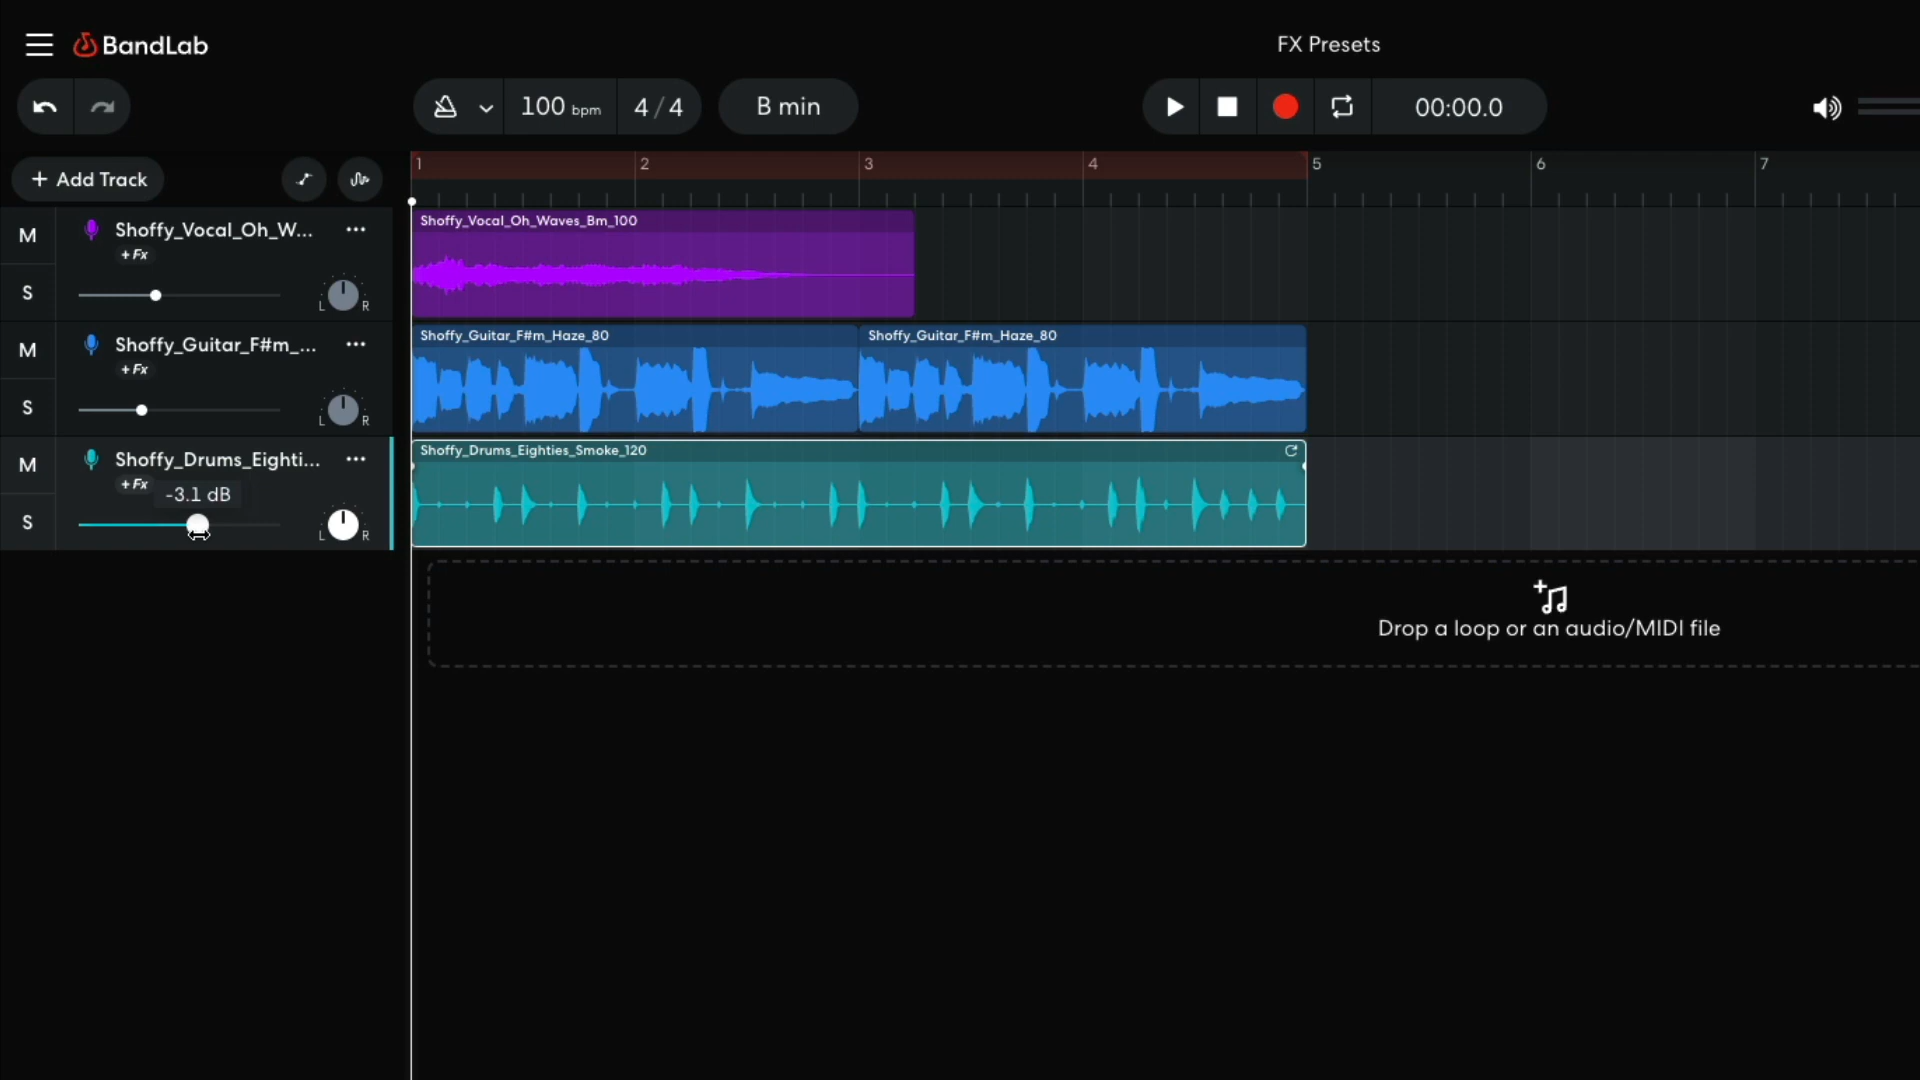 BandLab
FX Presets
100 bpm
4 / 4
B min
00:00.0
+ Add Track
1 2 3 4 5 6 7
M
Shoffy_Vocal_Oh_W...
+Fx
S
L R
Shoffy_Vocal_Oh_Waves_Bm_100
M
Shoffy_Guitar_F#m_...
+Fx
S
L R
Shoffy_Guitar_F#m_Haze_80
Shoffy_Guitar_F#m_Haze_80
M
Shoffy_Drums_Eighti...
+Fx
-3.1 dB
S
L R
Shoffy_Drums_Eighties_Smoke_120
Drop a loop or an audio/MIDI file